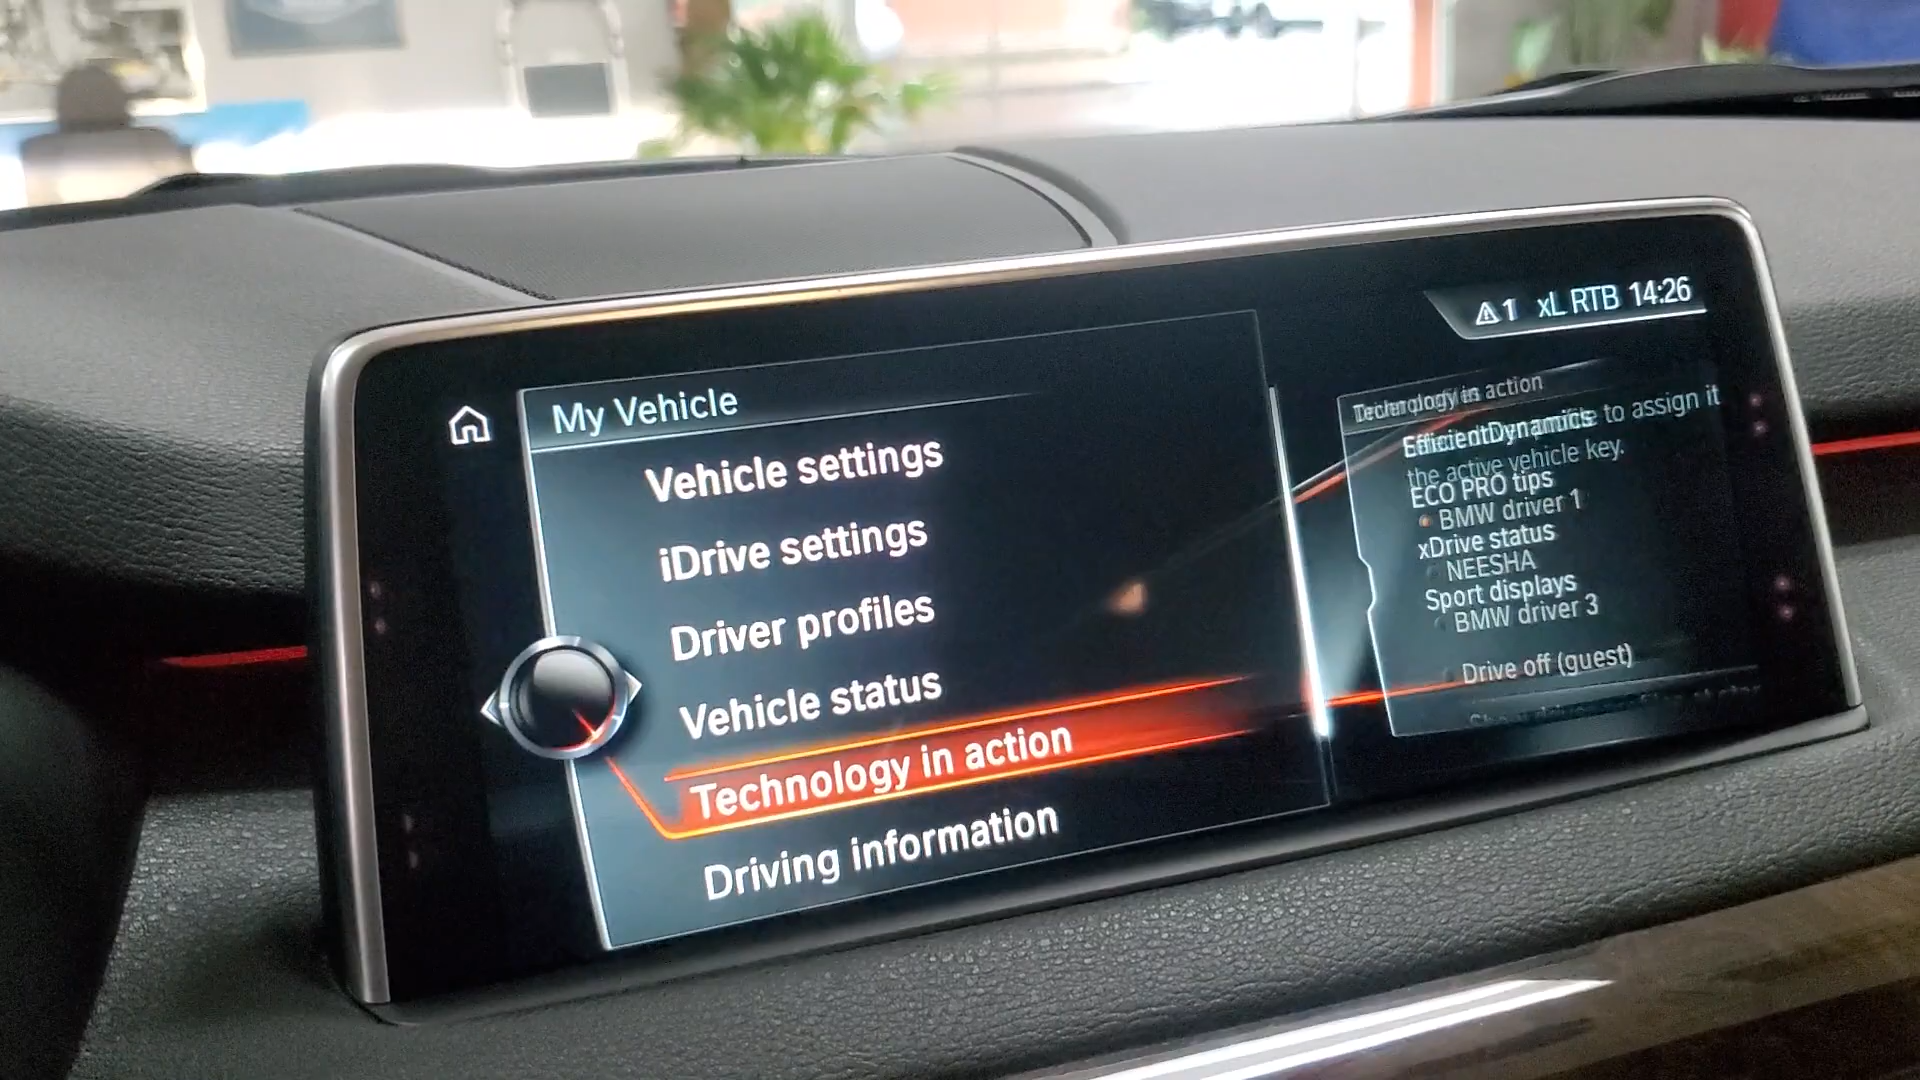 1 xL RTB 14:26
My Vehicle
Vehicle settings
iDrive settings
Driver profiles
Vehicle status
Technology in action
Driving information
Technology in action
EfficientDynamics to assign it
the active vehicle key.
ECO PRO tips
BMW driver 1
xDrive status
NEESHA
Sport displays
BMW driver 3
Drive off (guest)